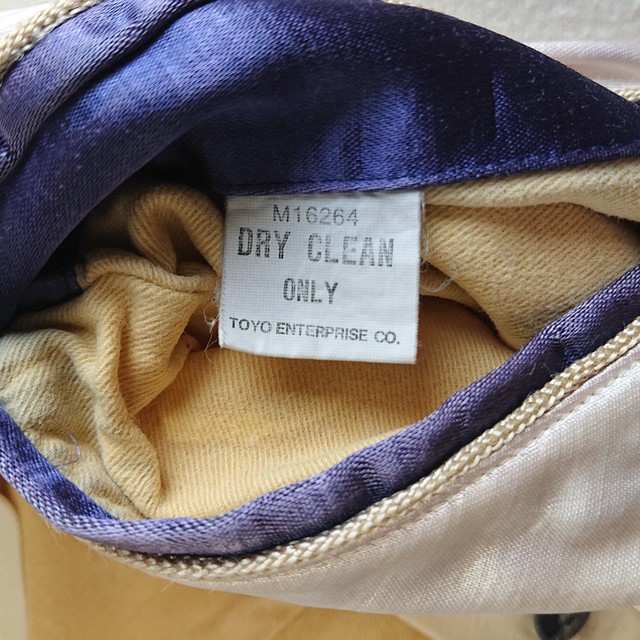 M16264
DRY CLEAN
ONLY
TOYO ENTERPRISE CO.